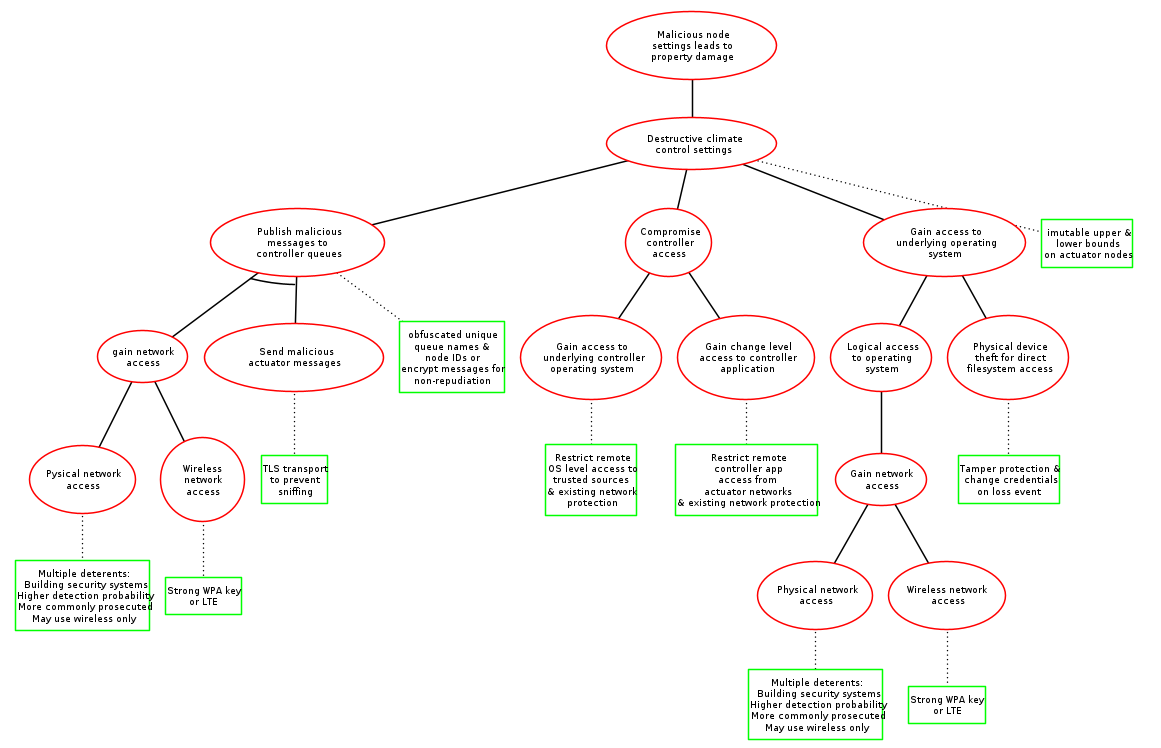 Malicious node
settings leads to
property damage
Destructive climate
control settings
Publish malicious
messages to
controller queues
Compromise
controller
access
Gain access to
underlying operating
system
imutable upper &
lower bounds
on actuator nodes
gain network
access
Send malicious
actuator messages
obfuscated unique
queue names &
node IDs or
encrypt messages for
non-repudiation
Gain access to
underlying controller
operating system
Gain change level
access to controller
application
Logical access
to operating
system
Physical device
theft for direct
filesystem access
Pysical network
access
Wireless
network
access
TLS transport
to prevent
sniffing
Restrict remote
OS level access to
trusted sources
& existing network
protection
Restrict remote
controller app
access from
actuator networks
& existing network protection
Gain network
access
Tamper protection &
change credentials
on loss event
Multiple deterents:
Building security systems
Higher detection probability
More commonly prosecuted
May use wireless only
Strong WPA key
or LTE
Physical network
access
Wireless network
access
Multiple deterents:
Building security systems
Higher detection probability
More commonly prosecuted
May use wireless only
Strong WPA key
or LTE